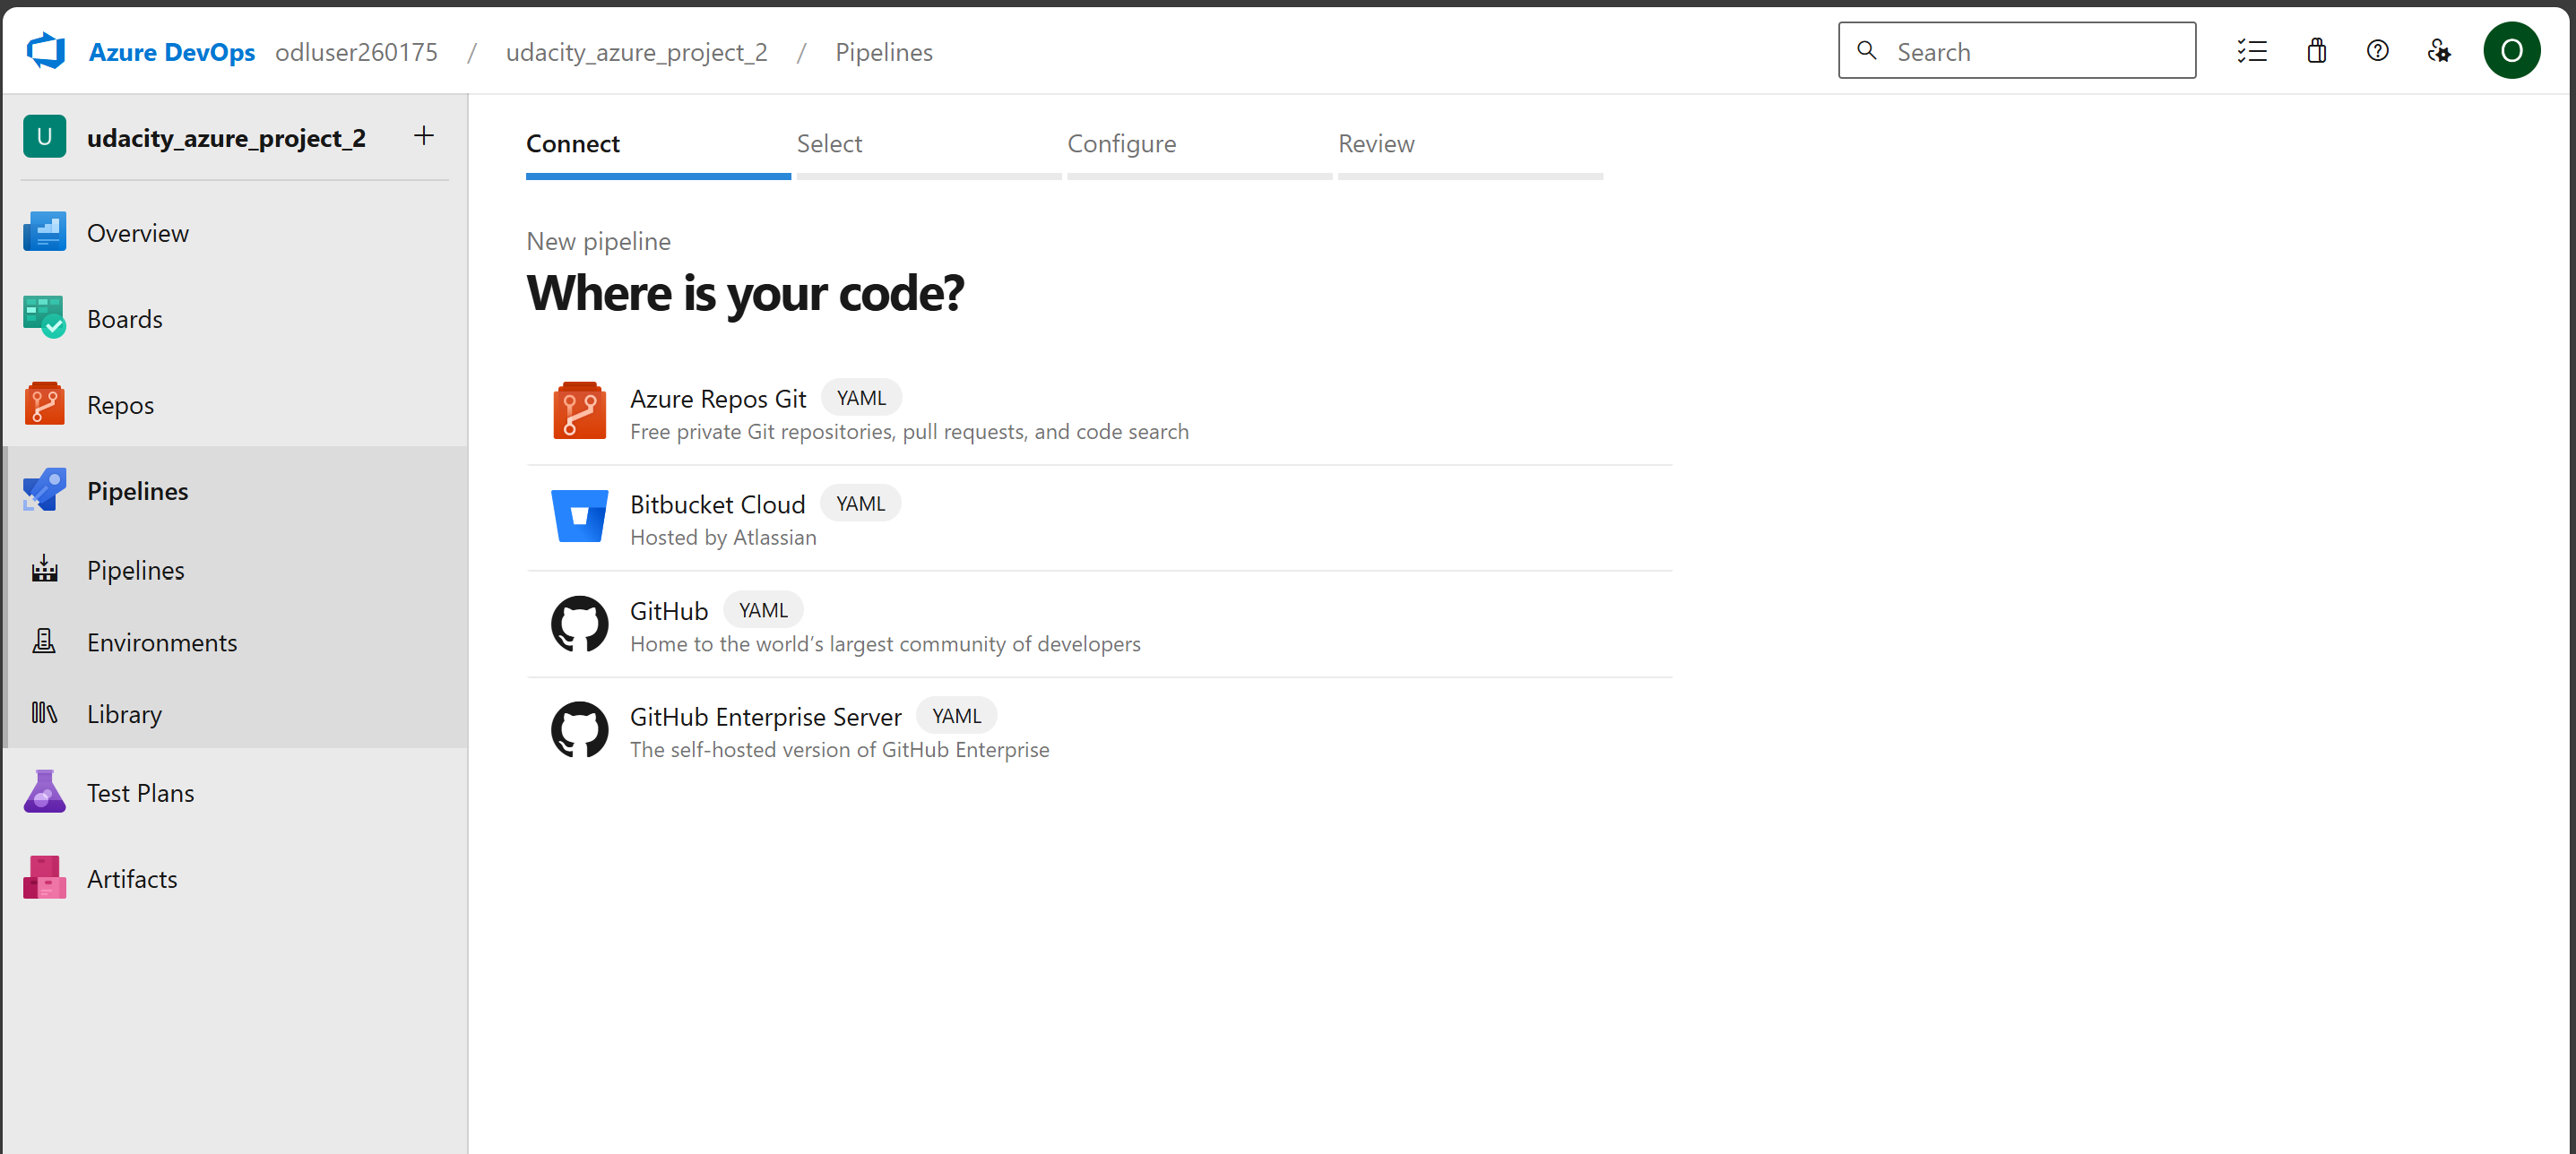 Azure DevOps odluser260175 / udacity_azure_project_2 / Pipelines Search O
U udacity_azure_project_2 +
Overview
Boards
Repos
Pipelines
Pipelines
Environments
Library
Test Plans
Artifacts
Connect Select Configure Review
New pipeline
Where is your code?
Azure Repos Git YAML
Free private Git repositories, pull requests, and code search
Bitbucket Cloud YAML
Hosted by Atlassian
GitHub YAML
Home to the world’s largest community of developers
GitHub Enterprise Server YAML
The self-hosted version of GitHub Enterprise